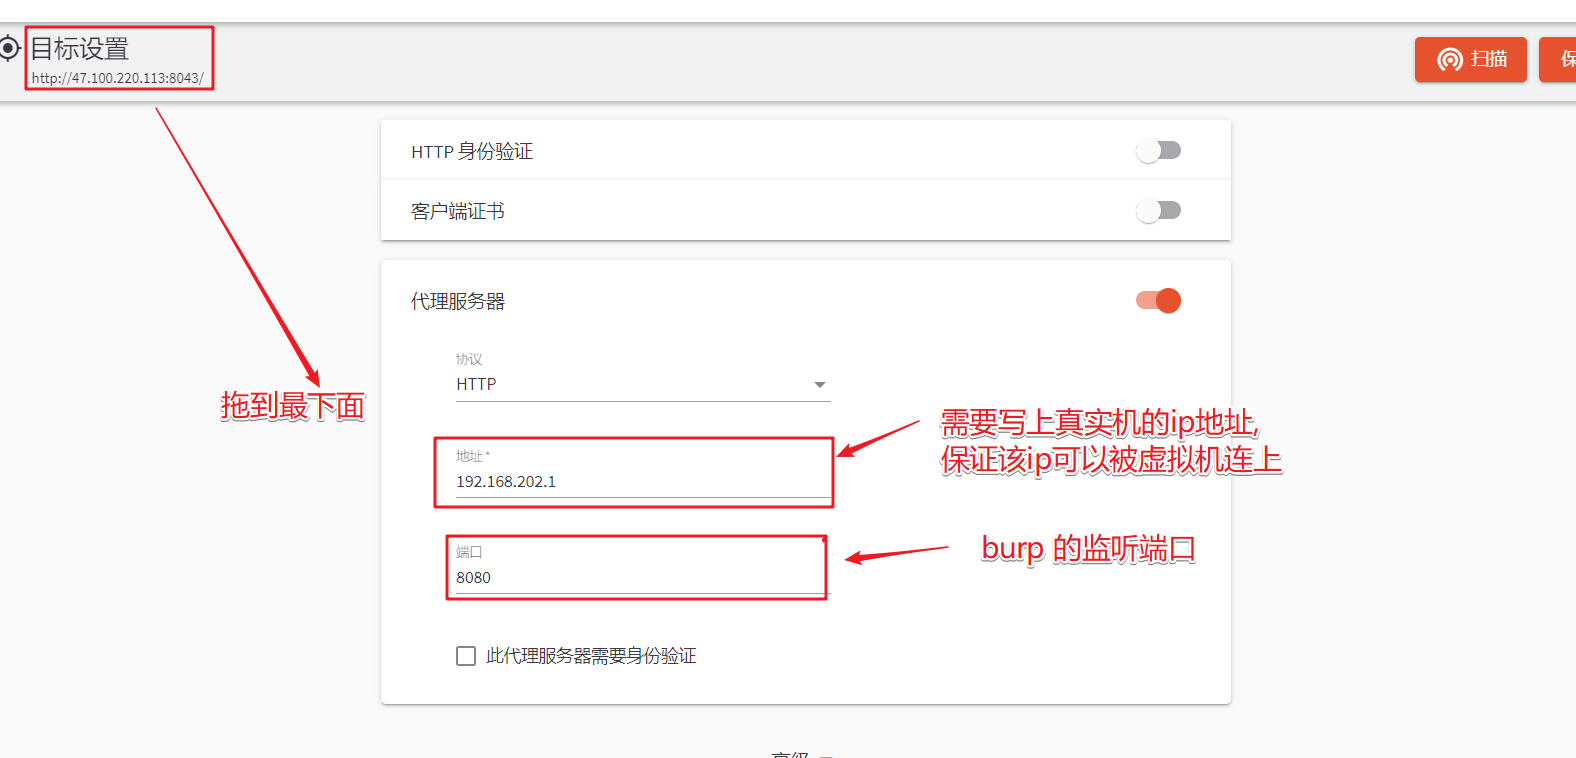 目标设置
http://47.100.220.113:8043/
扫描
保
HTTP 身份验证
客户端证书
代理服务器
协议
HTTP
拖到最下面
需要写上真实机的ip地址,
保证该ip可以被虚拟机连上
地址 *
192.168.202.1
burp 的监听端口
端口
8080
此代理服务器需要身份验证
高级